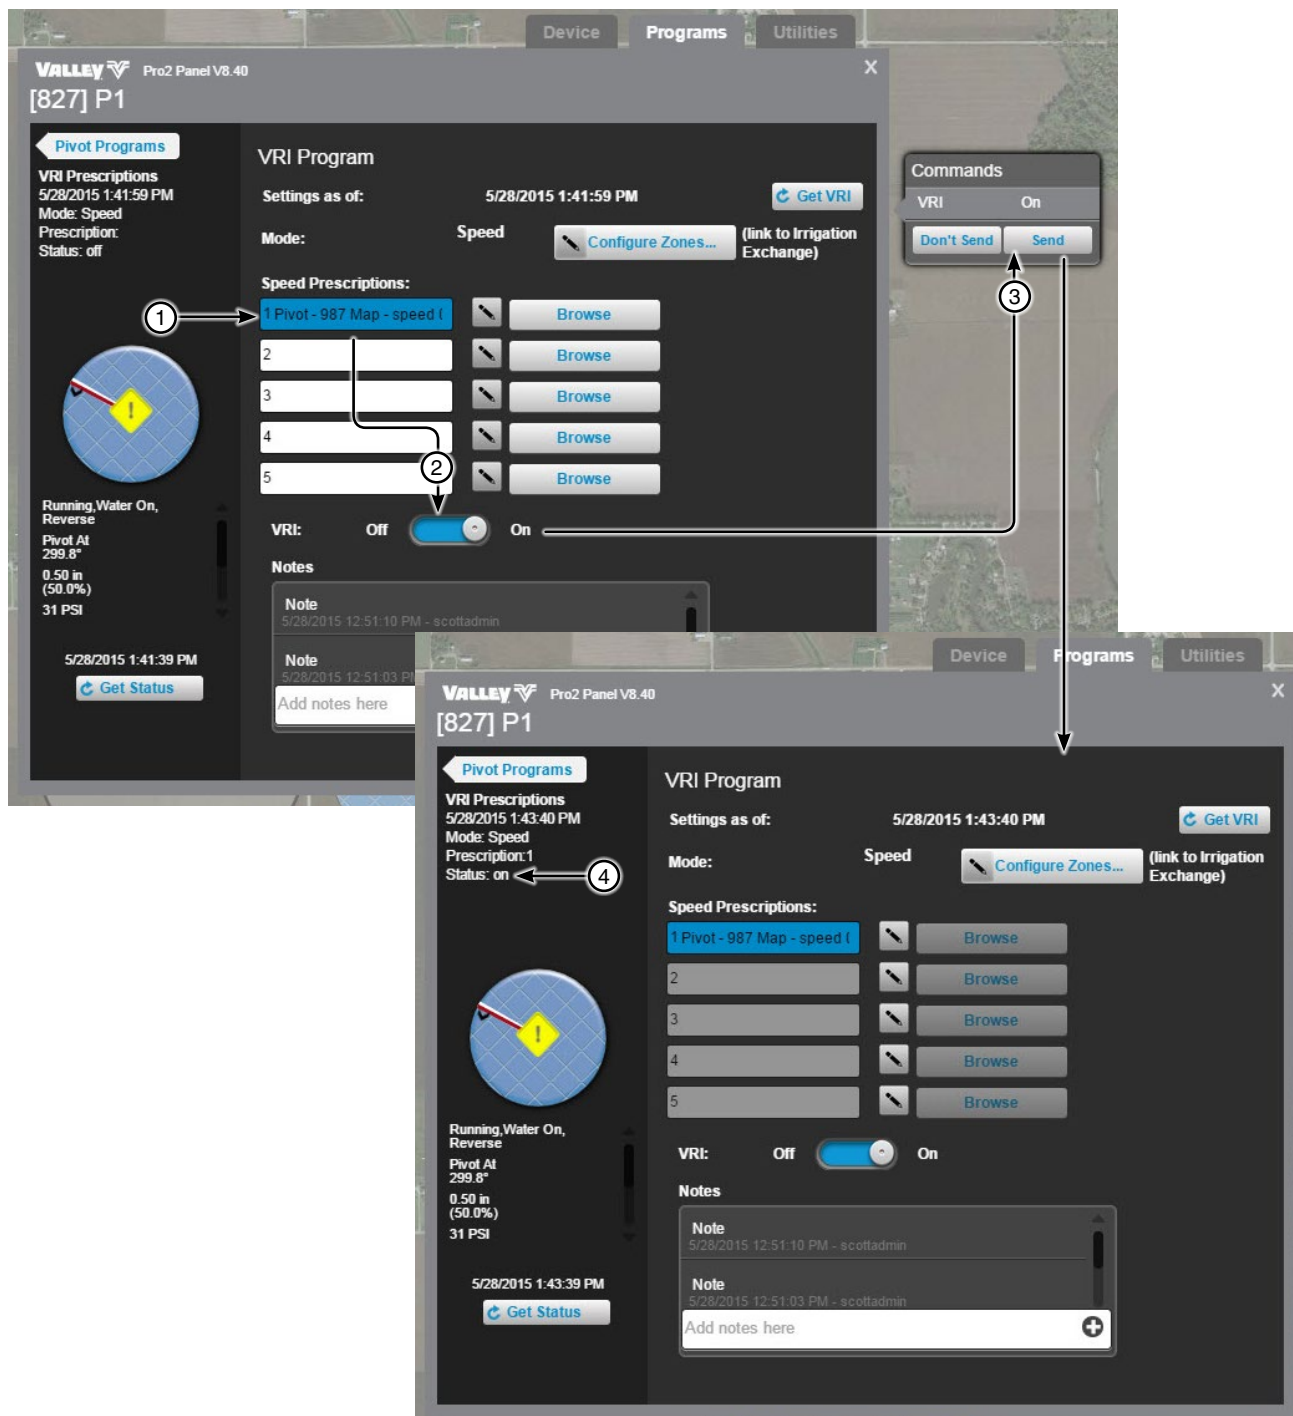 Device Programs Utilities
VALLEY Pro2 Panel V8.40 X
[827] P1
Pivot Programs
VRI Prescriptions
5/28/2015 1:41:59 PM
Mode: Speed
Prescription:
Status: off
Running,Water On,
Reverse
Pivot At
299.8°
0.50 in
(50.0%)
31 PSI
5/28/2015 1:41:39 PM
Get Status
VRI Program
Settings as of: 5/28/2015 1:41:59 PM Get VRI
Mode: Speed Configure Zones... (link to Irrigation
Exchange)
Speed Prescriptions:
1 1 Pivot - 987 Map - speed ( Browse
2 Browse
3 Browse
4 Browse
5 Browse
2
VRI: Off On
Notes
Note
5/28/2015 12:51:10 PM - scottadmin
Note
5/28/2015 12:51:03
Add notes here
Commands
VRI On
Don't Send Send
3
Device Programs Utilities
VALLEY Pro2 Panel V8.40 X
[827] P1
Pivot Programs
VRI Prescriptions
5/28/2015 1:43:40 PM
Mode: Speed
Prescription:1
Status: on 4
Running,Water On,
Reverse
Pivot At
299.8°
0.50 in
(50.0%)
31 PSI
5/28/2015 1:43:39 PM
Get Status
VRI Program
Settings as of: 5/28/2015 1:43:40 PM Get VRI
Mode: Speed Configure Zones... (link to Irrigation
Exchange)
Speed Prescriptions:
1 Pivot - 987 Map - speed ( Browse
2 Browse
3 Browse
4 Browse
5 Browse
VRI: Off On
Notes
Note
5/28/2015 12:51:10 PM - scottadmin
Note
5/28/2015 12:51:03 PM - scottadmin
Add notes here